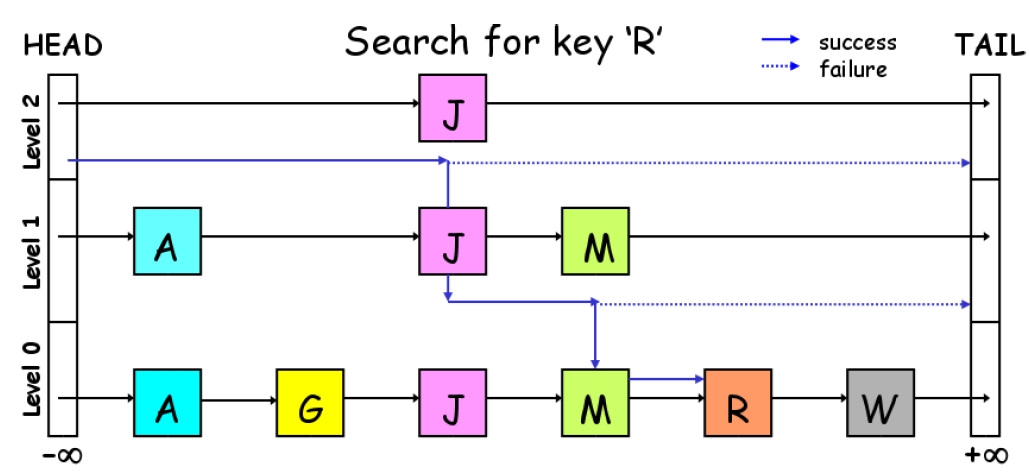 HEAD
Search for key ‘R’
success
failure
TAIL
Level 2
J
Level 1
A
J
M
Level 0
A
G
J
M
R
W
-∞
+∞